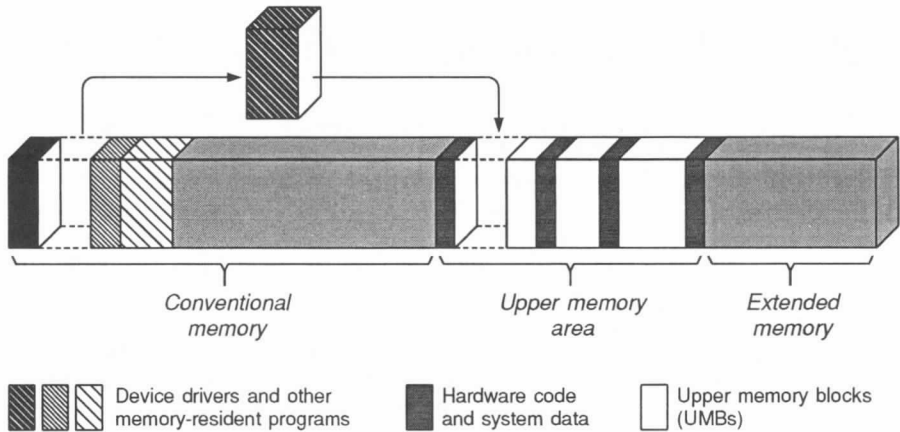 Conventional
memory
Upper memory
area
Extended
memory
Device drivers and other
memory-resident programs
Hardware code
and system data
Upper memory blocks
(UMBs)